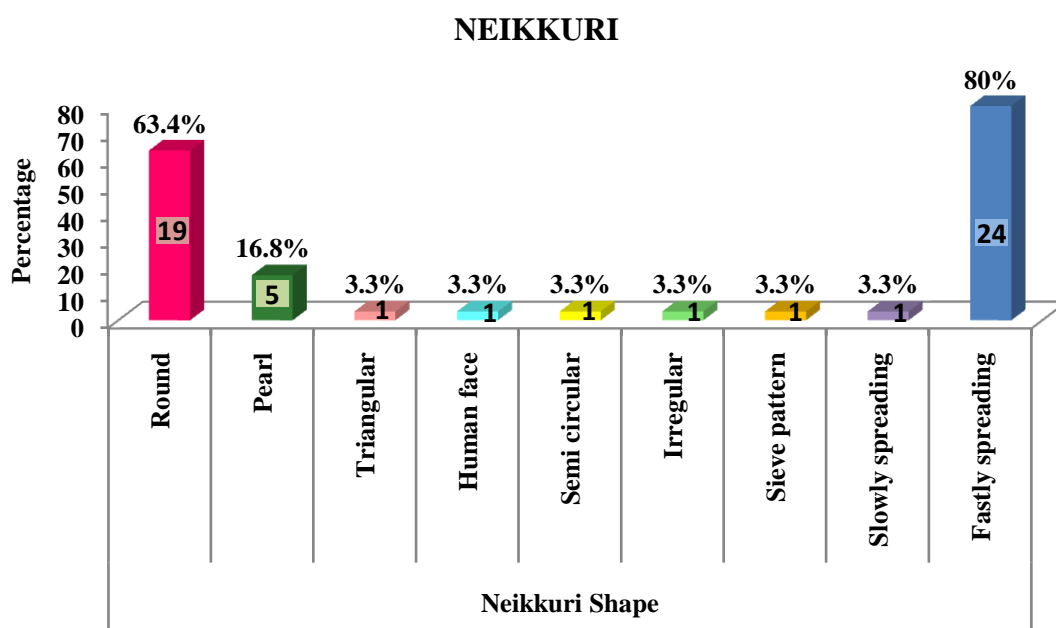 NEIKKURI
Percentage
80
70
60
50
40
30
20
10
0
63.4%
16.8%
3.3%
3.3%
3.3%
3.3%
3.3%
3.3%
80%
19
5
1
1
1
1
1
1
24
Round
Pearl
Triangular
Human face
Semi circular
Irregular
Sieve pattern
Slowly spreading
Fastly spreading
Neikkuri Shape